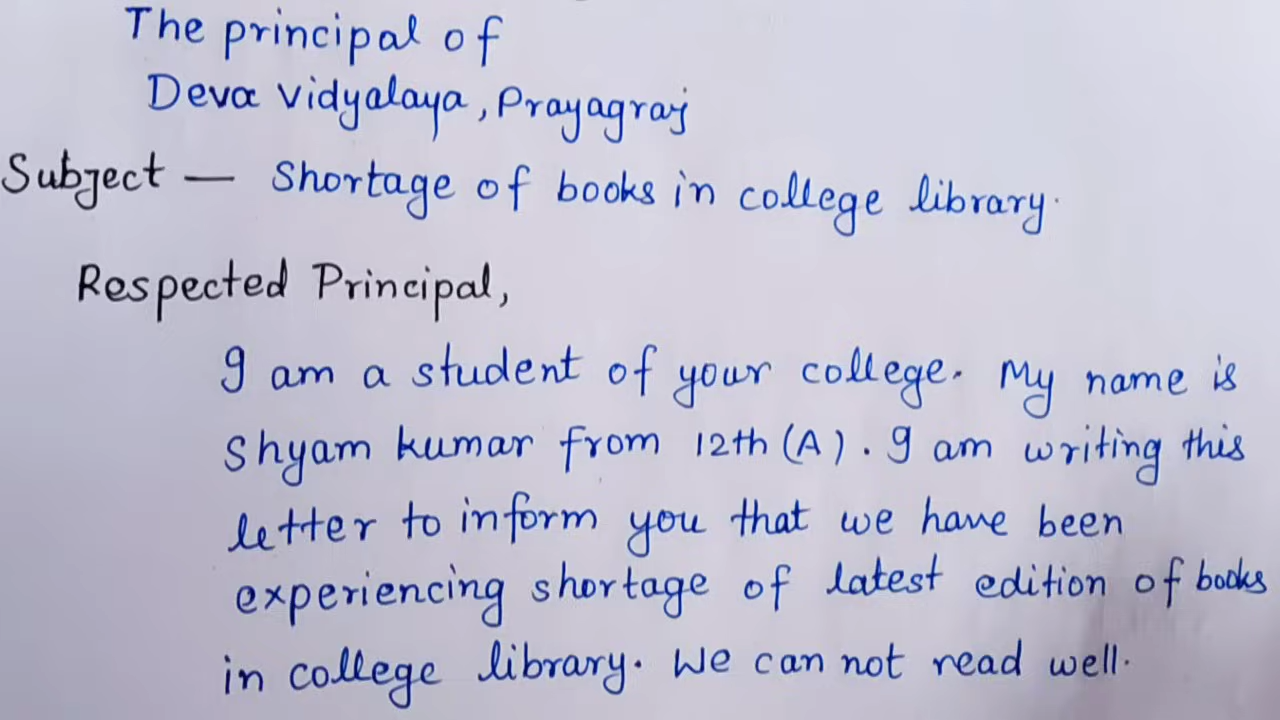 The principal of
Deva Vidyalaya, Prayagraj
Subject — Shortage of books in college library.
Respected Principal,
I am a student of your college. My name is
Shyam kumar from 12th (A). I am writing this
letter to inform you that we have been
experiencing shortage of latest edition of books
in college library. We can not read well.